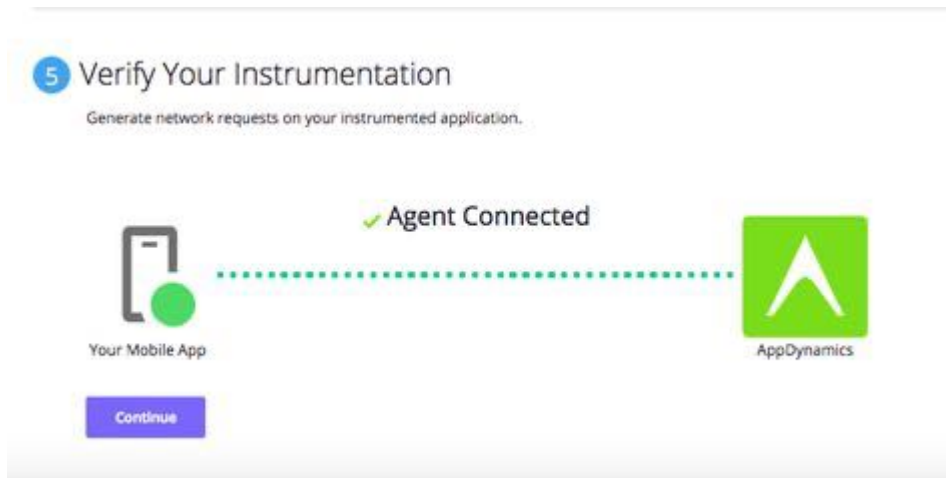 5 Verify Your Instrumentation
Generate network requests on your instrumented application.
Agent Connected
Your Mobile App
AppDynamics
Continue